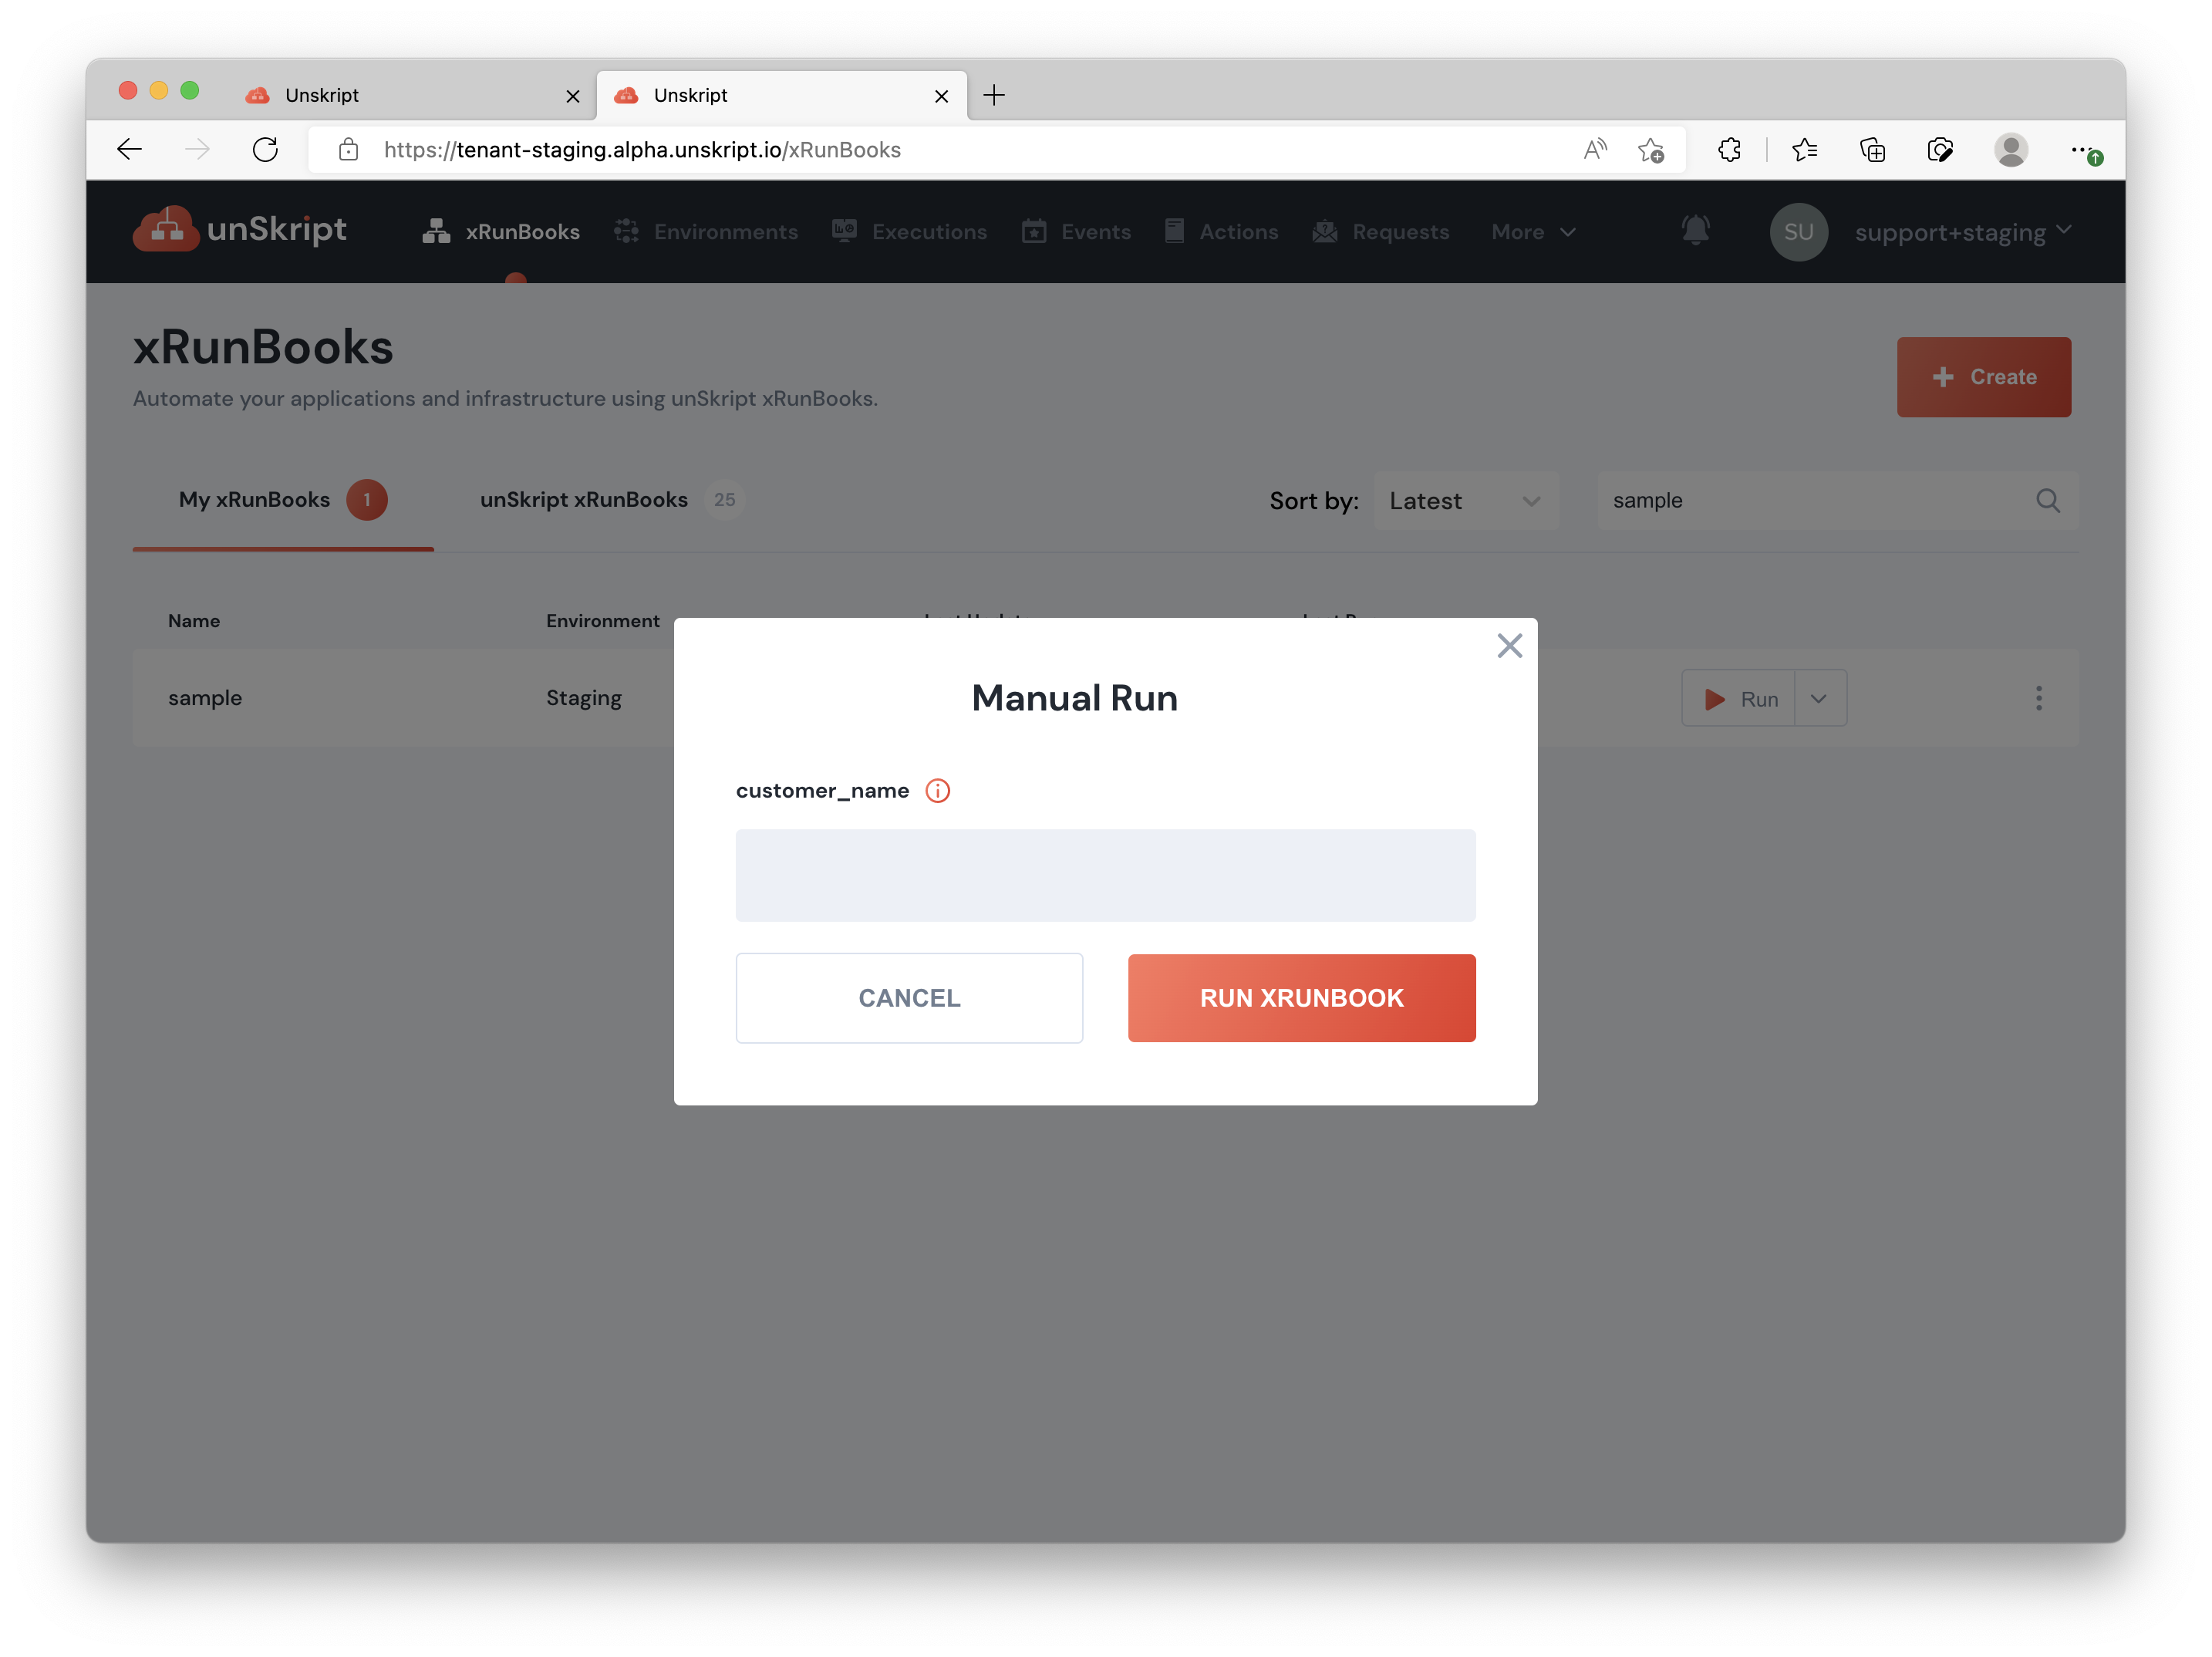 Unskript
Unskript
https://tenant-staging.alpha.unskript.io/xRunBooks
unSkript
xRunBooks
Environments
Executions
Events
Actions
Requests
More
SU
support+staging
xRunBooks
Automate your applications and infrastructure using unSkript xRunBooks.
Create
My xRunBooks 1
unSkript xRunBooks 25
Sort by: Latest
sample
Name
Environment
sample
Staging
Run
Manual Run
customer_name
CANCEL
RUN XRUNBOOK